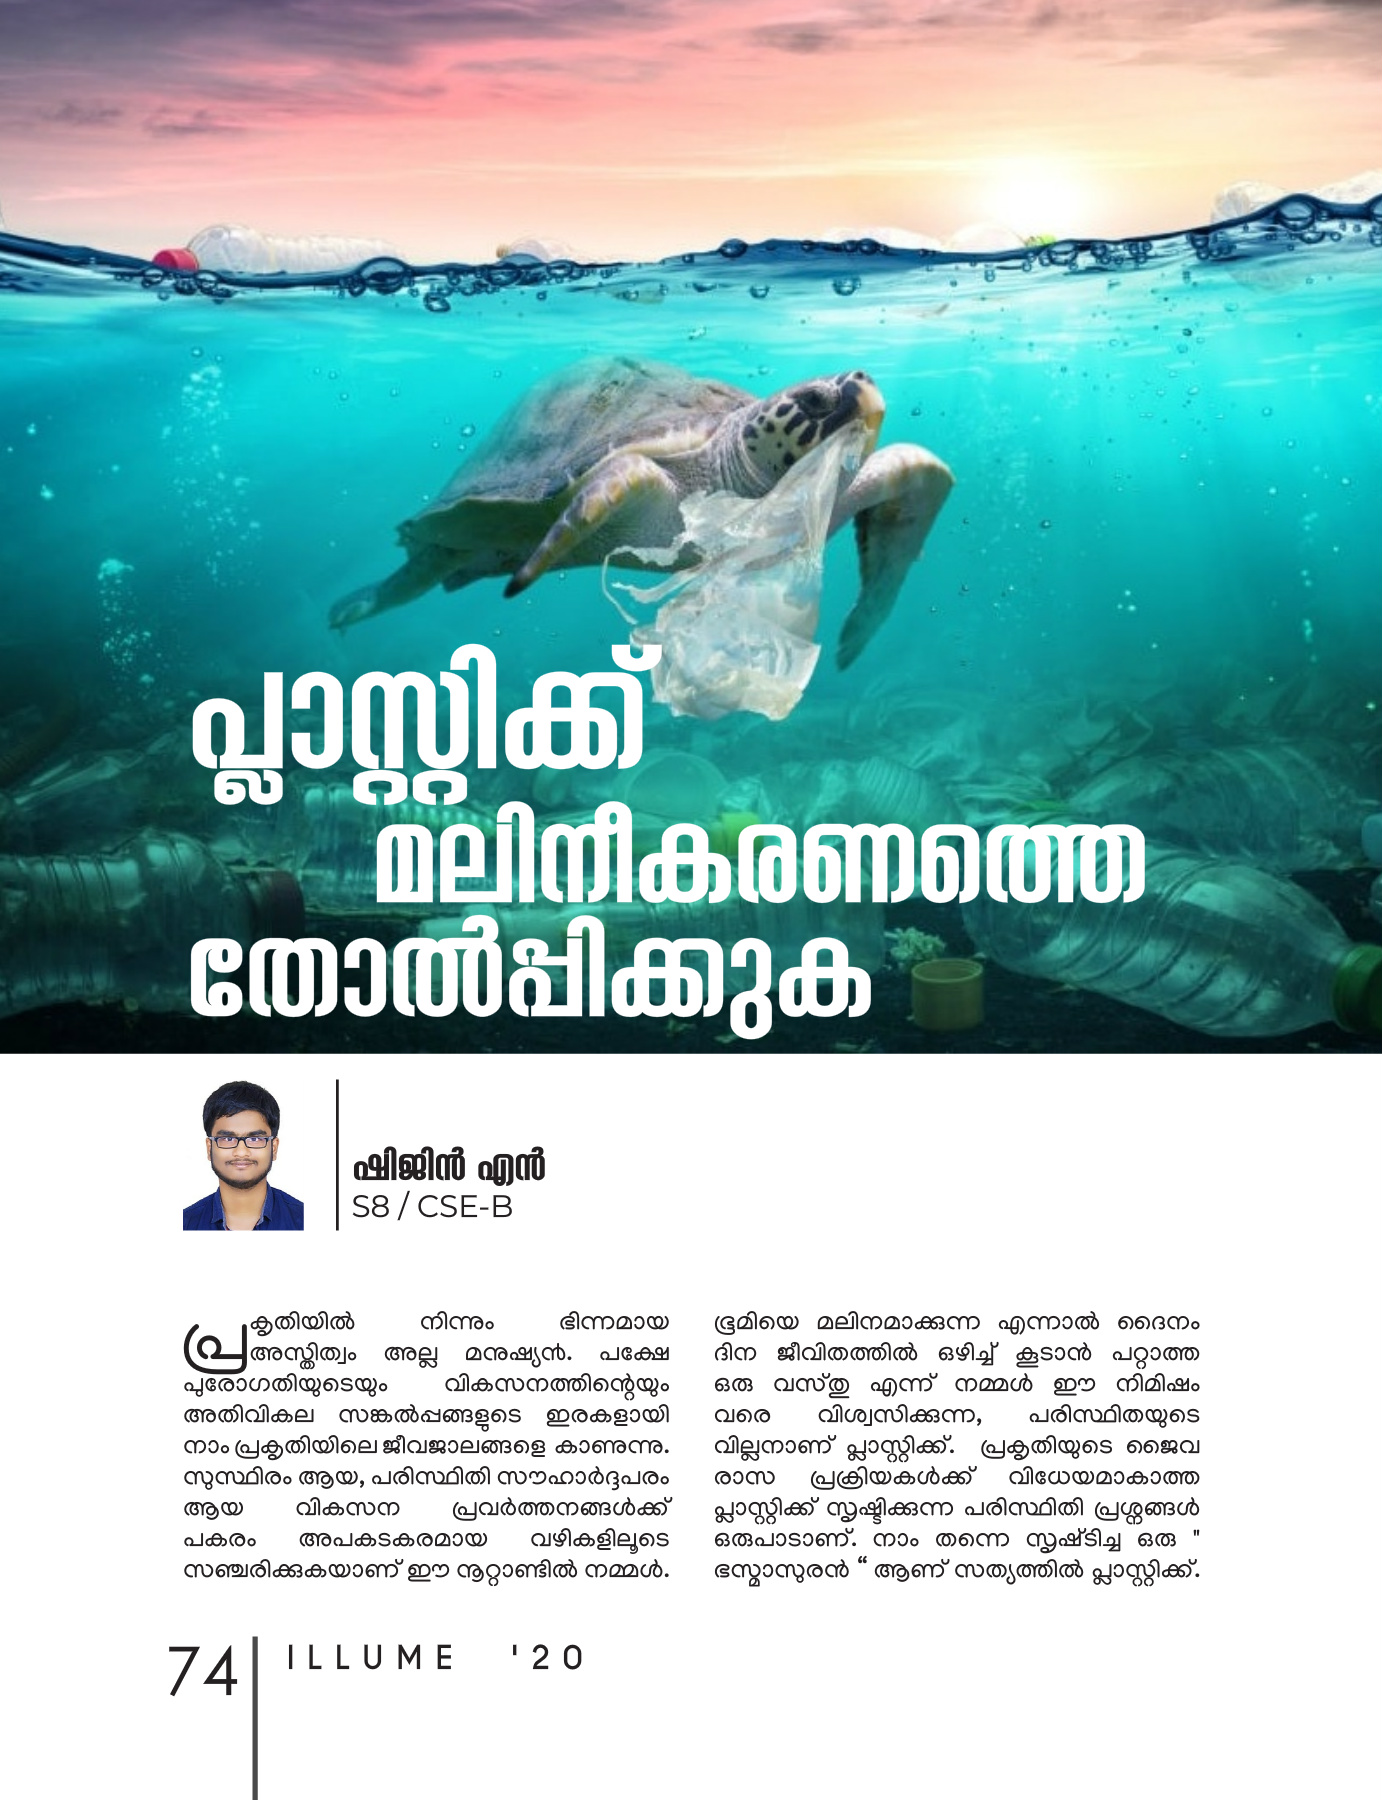 പ്ലാസ്റ്റിക്ക്
മലിനീകരണത്തെ
തോൽപ്പിക്കുക
ഷിജിൻ എൻ
S8 / CSE-B
പ്രകൃതിയിൽ നിന്നും ഭിന്നമായ
അസ്തിത്വം അല്ല മനുഷ്യൻ. പക്ഷേ
പുരോഗതിയുടെയും വികസനത്തിന്റെയും
അതിവികല സങ്കൽപ്പങ്ങളുടെ ഇരകളായി
നാം പ്രകൃതിയിലെ ജീവജാലങ്ങളെ കാണുന്നു.
സുസ്ഥിരം ആയ, പരിസ്ഥിതി സൗഹാർദ്ദപരം
ആയ വികസന പ്രവർത്തനങ്ങൾക്ക്
പകരം അപകടകരമായ വഴികളിലൂടെ
സഞ്ചരിക്കുകയാണ് ഈ നൂറ്റാണ്ടിൽ നമ്മൾ.
ഭൂമിയെ മലിനമാക്കുന്ന എന്നാൽ ദൈനം
ദിന ജീവിതത്തിൽ ഒഴിച്ച് കൂടാൻ പറ്റാത്ത
ഒരു വസ്തു എന്ന് നമ്മൾ ഈ നിമിഷം
വരെ വിശ്വസിക്കുന്ന, പരിസ്ഥിതയുടെ
വില്ലനാണ് പ്ലാസ്റ്റിക്ക്. പ്രകൃതിയുടെ ജൈവ
രാസ പ്രക്രിയകൾക്ക് വിധേയമാകാത്ത
പ്ലാസ്റ്റിക്ക് സൃഷ്ടിക്കുന്ന പരിസ്ഥിതി പ്രശ്നങ്ങൾ
ഒരുപാടാണ്. നാം തന്നെ സൃഷ്ടിച്ച ഒരു "
ഭസ്മാസുരൻ “ ആണ് സത്യത്തിൽ പ്ലാസ്റ്റിക്ക്.
74
ILLUME '20